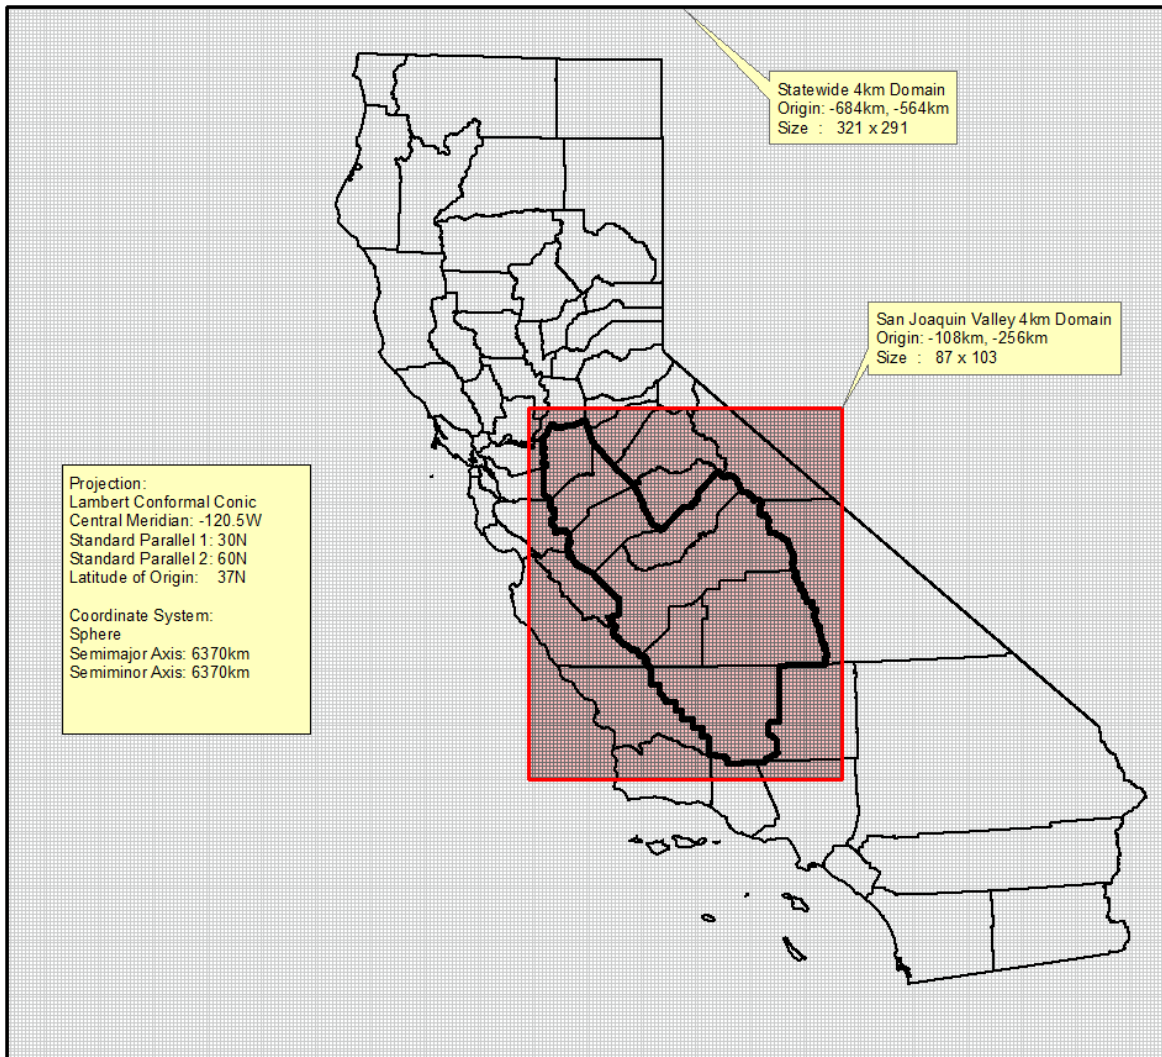 Statewide 4km Domain
Origin: -684km, -564km
Size : 321 x 291
San Joaquin Valley 4km Domain
Origin: -108km, -256km
Size : 87 x 103
Projection:
Lambert Conformal Conic
Central Meridian: -120.5W
Standard Parallel 1: 30N
Standard Parallel 2: 60N
Latitude of Origin: 37N
Coordinate System:
Sphere
Semimajor Axis: 6370km
Semiminor Axis: 6370km